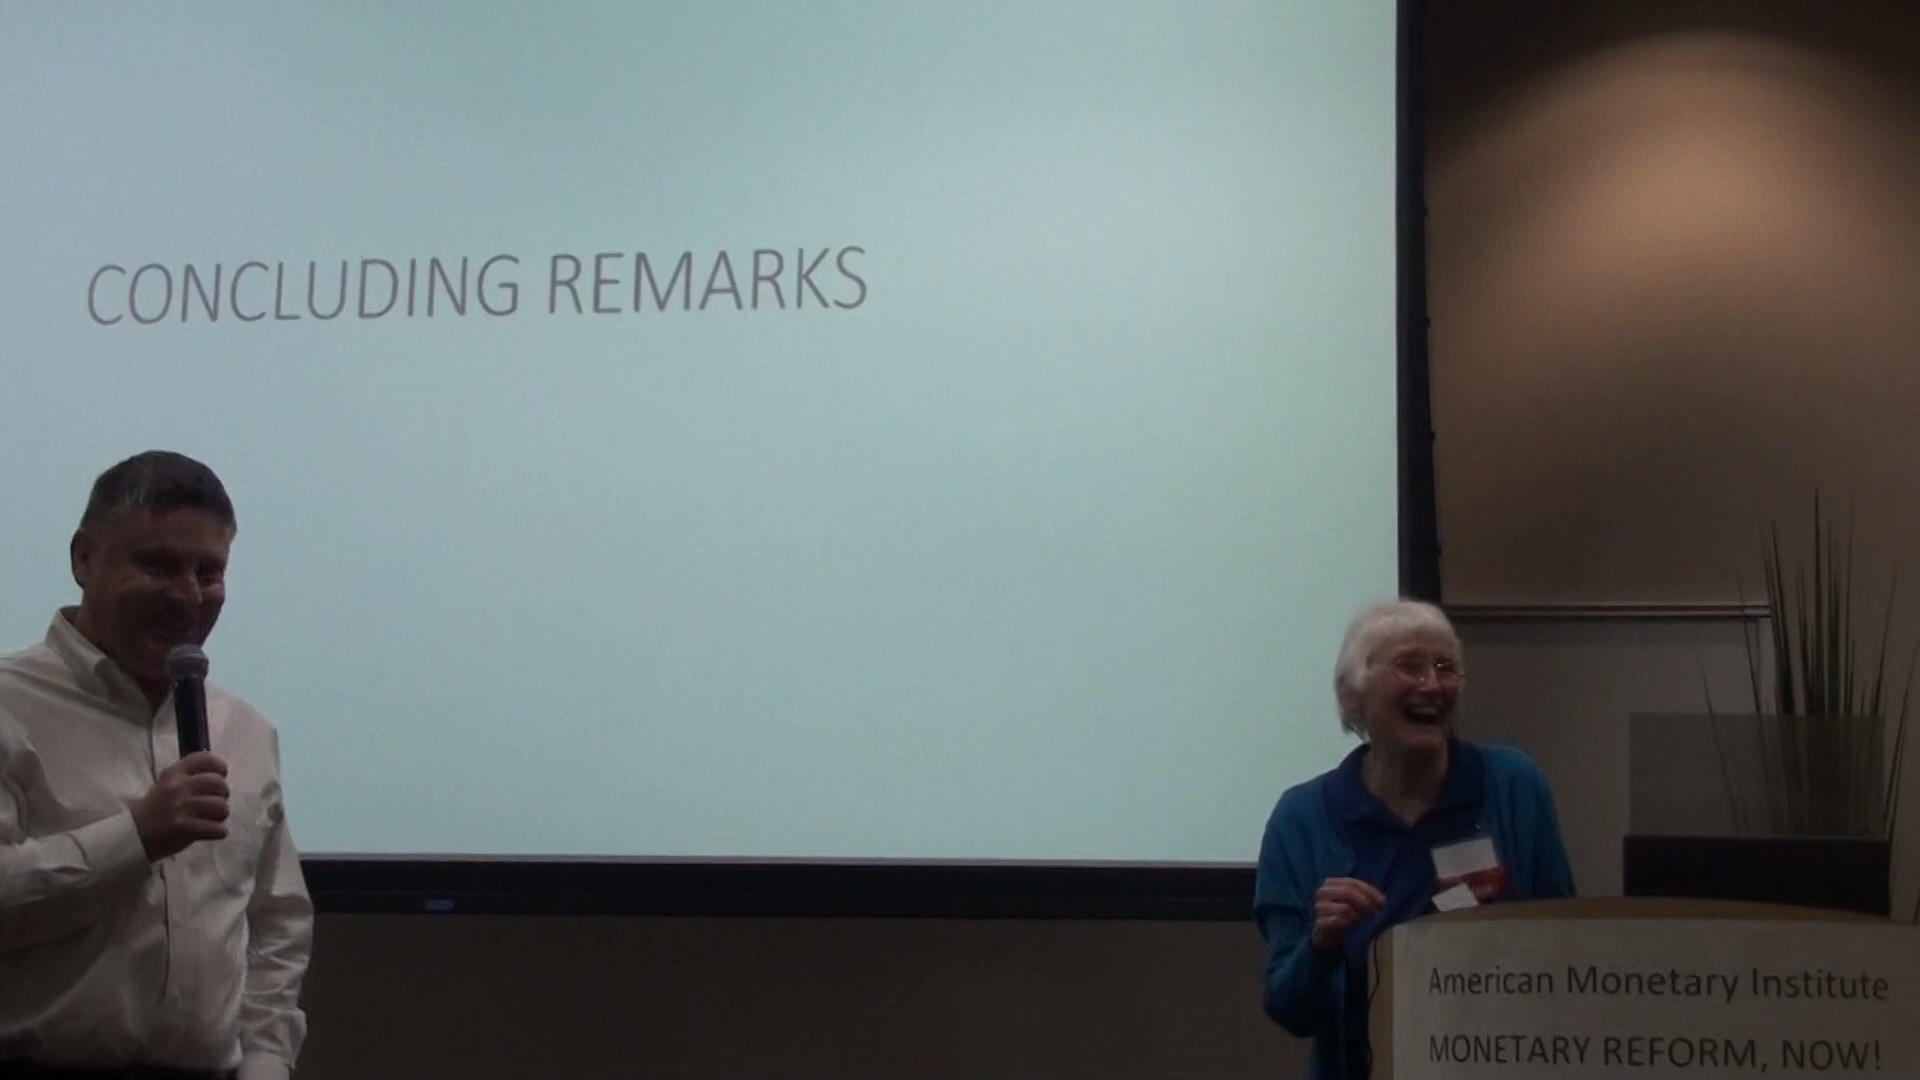 CONCLUDING REMARKS
American Monetary Institute
MONETARY REFORM, NOW!